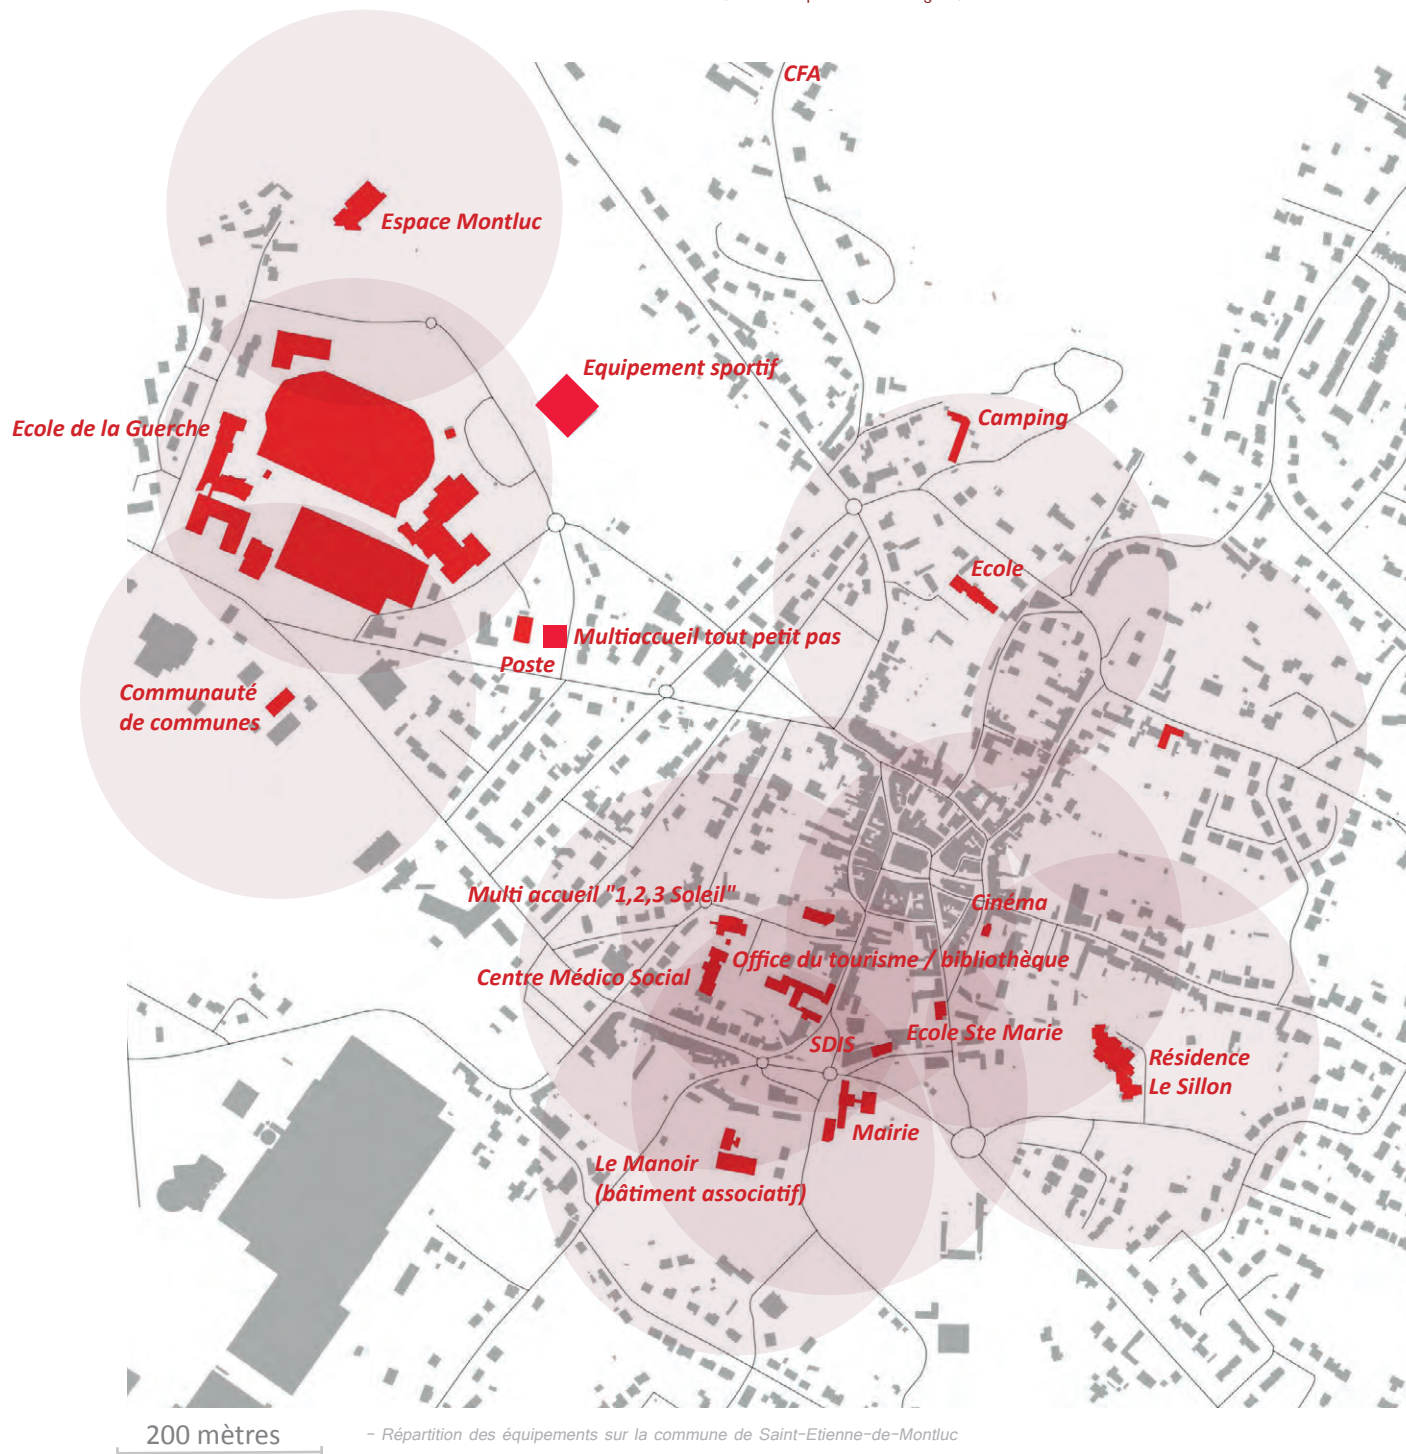 CFA
Espace Montluc
Equipement sportif
Ecole de la Guerche
Camping
Ecole
Multiaccueil tout petit pas
Poste
Communauté
de communes
Multi accueil "1,2,3 Soleil"
Cinéma
Office du tourisme / bibliothèque
Centre Médico Social
Ecole Ste Marie
SDIS
Résidence
Le Sillon
Mairie
Le Manoir
(bâtiment associatif)
200 mètres
- Répartition des équipements sur la commune de Saint-Etienne-de-Montluc